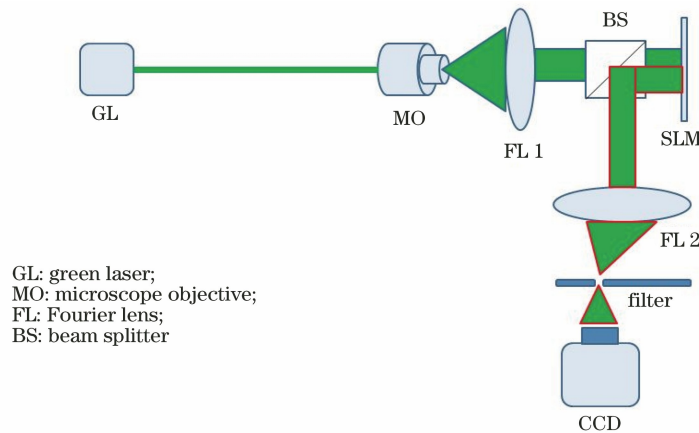 BS
GL
MO
FL 1
SLM
FL 2
filter
CCD
GL: green laser;
MO: microscope objective;
FL: Fourier lens;
BS: beam splitter